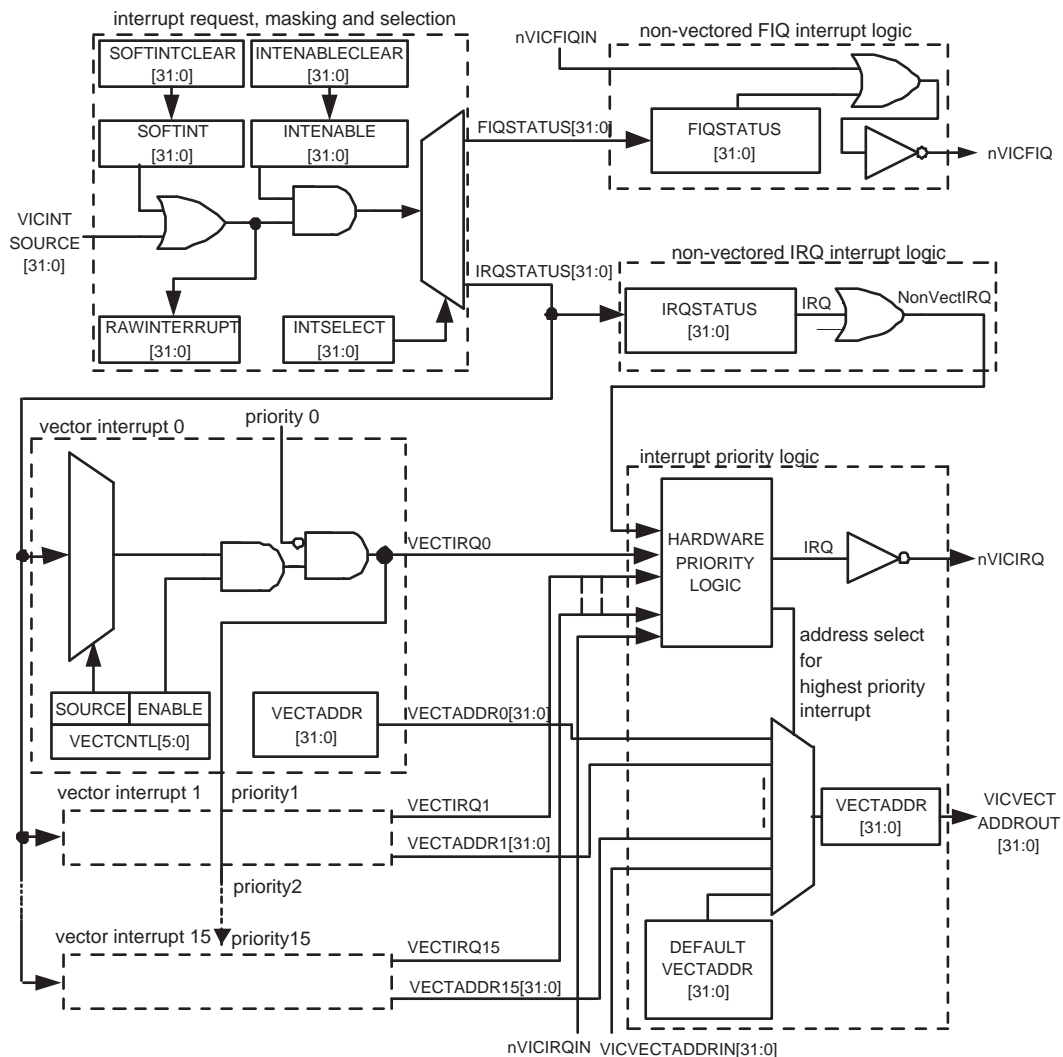 interrupt request, masking and selection
SOFTINTCLEAR
[31:0]
INTENABLECLEAR
[31:0]
SOFTINT
[31:0]
INTENABLE
[31:0]
VICINT
SOURCE
[31:0]
RAWINTERRUPT
[31:0]
INTSELECT
[31:0]
FIQSTATUS[31:0]
IRQSTATUS[31:0]
nVICFIQIN
non-vectored FIQ interrupt logic
FIQSTATUS
[31:0]
nVICFIQ
non-vectored IRQ interrupt logic
IRQSTATUS
[31:0]
IRQ
NonVectIRQ
vector interrupt 0
priority 0
VECTIRQ0
SOURCE
ENABLE
VECTCNTL[5:0]
VECTADDR
[31:0]
VECTADDR0[31:0]
interrupt priority logic
HARDWARE
PRIORITY
LOGIC
IRQ
nVICIRQ
address select
for
highest priority
interrupt
vector interrupt 1
priority1
VECTIRQ1
VECTADDR1[31:0]
priority2
vector interrupt 15
priority15
VECTIRQ15
VECTADDR15[31:0]
VECTADDR
[31:0]
VICVECT
ADDROUT
[31:0]
DEFAULT
VECTADDR
[31:0]
nVICIRQIN
VICVECTADDRIN[31:0]